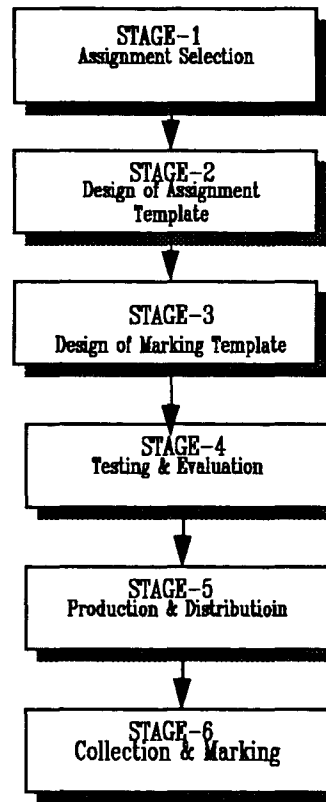 STAGE-1
Assignment Selection
STAGE-2
Design of Assignment
Template
STAGE-3
Design of Marking Template
STAGE-4
Testing & Evaluation
STAGE-5
Production & Distributioin
STAGE-6
Collection & Marking